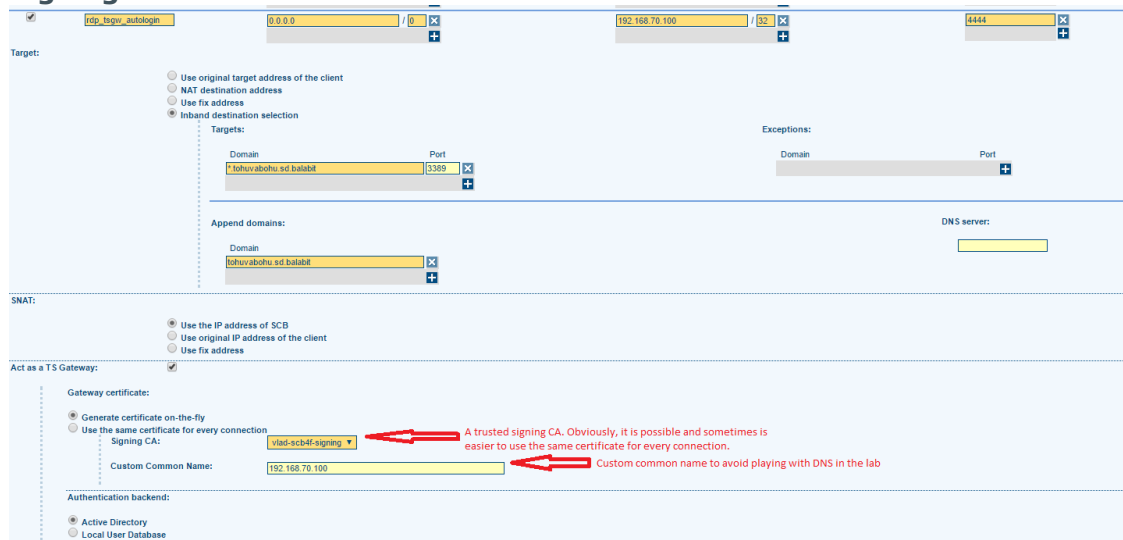 rdp_tsgw_autologin 0.0.0.0 / 0 192.168.70.100 / 32 4444
Target:
Use original target address of the client
NAT destination address
Use fix address
Inband destination selection
Targets: Exceptions:
Domain Port Domain Port
*.tohuvabohu.sd.balabit 3389
Append domains: DNS server:
Domain
tohuvabohu.sd.balabit
SNAT:
Use the IP address of SCB
Use original IP address of the client
Use fix address
Act as a TS Gateway:
Gateway certificate:
Generate certificate on-the-fly
Use the same certificate for every connection
Signing CA: vlad-scb4f-signing
A trusted signing CA. Obviously, it is possible and sometimes is
easier to use the same certificate for every connection.
Custom Common Name: 192.168.70.100 Custom common name to avoid playing with DNS in the lab
Authentication backend:
Active Directory
Local User Database